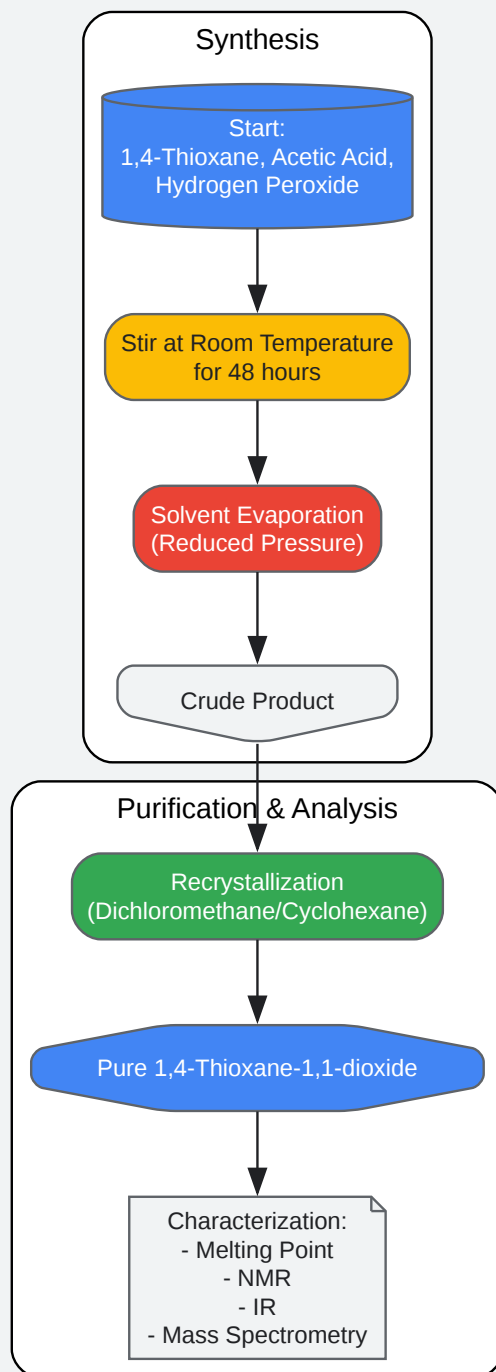 Synthesis
Start:
1,4-Thioxane, Acetic Acid,
Hydrogen Peroxide
Stir at Room Temperature
for 48 hours
Solvent Evaporation
(Reduced Pressure)
Crude Product
Purification & Analysis
Recrystallization
(Dichloromethane/Cyclohexane)
Pure 1,4-Thioxane-1,1-dioxide
Characterization:
- Melting Point
- NMR
- IR
- Mass Spectrometry